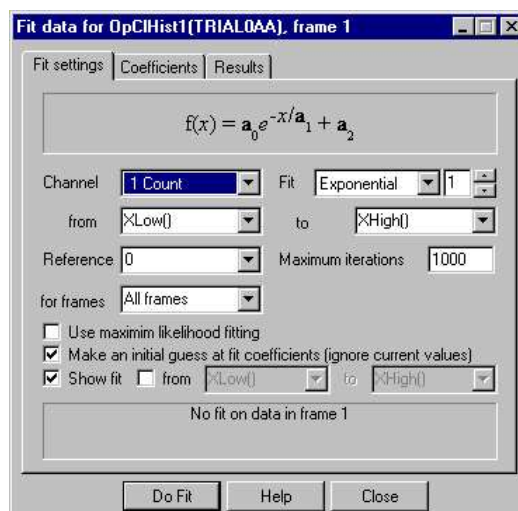 Fit data for OpClHist1(TRIAL0AA), frame 1
Fit settings Coefficients Results
f(x) = a₀e^-x/a₁ + a₂
Channel 1 Count Fit Exponential 1
from XLow() to XHigh()
Reference 0 Maximum iterations 1000
for frames All frames
Use maximim likelihood fitting
Make an initial guess at fit coefficients (ignore current values)
Show fit from XLow() to XHigh()
No fit on data in frame 1
Do Fit Help Close